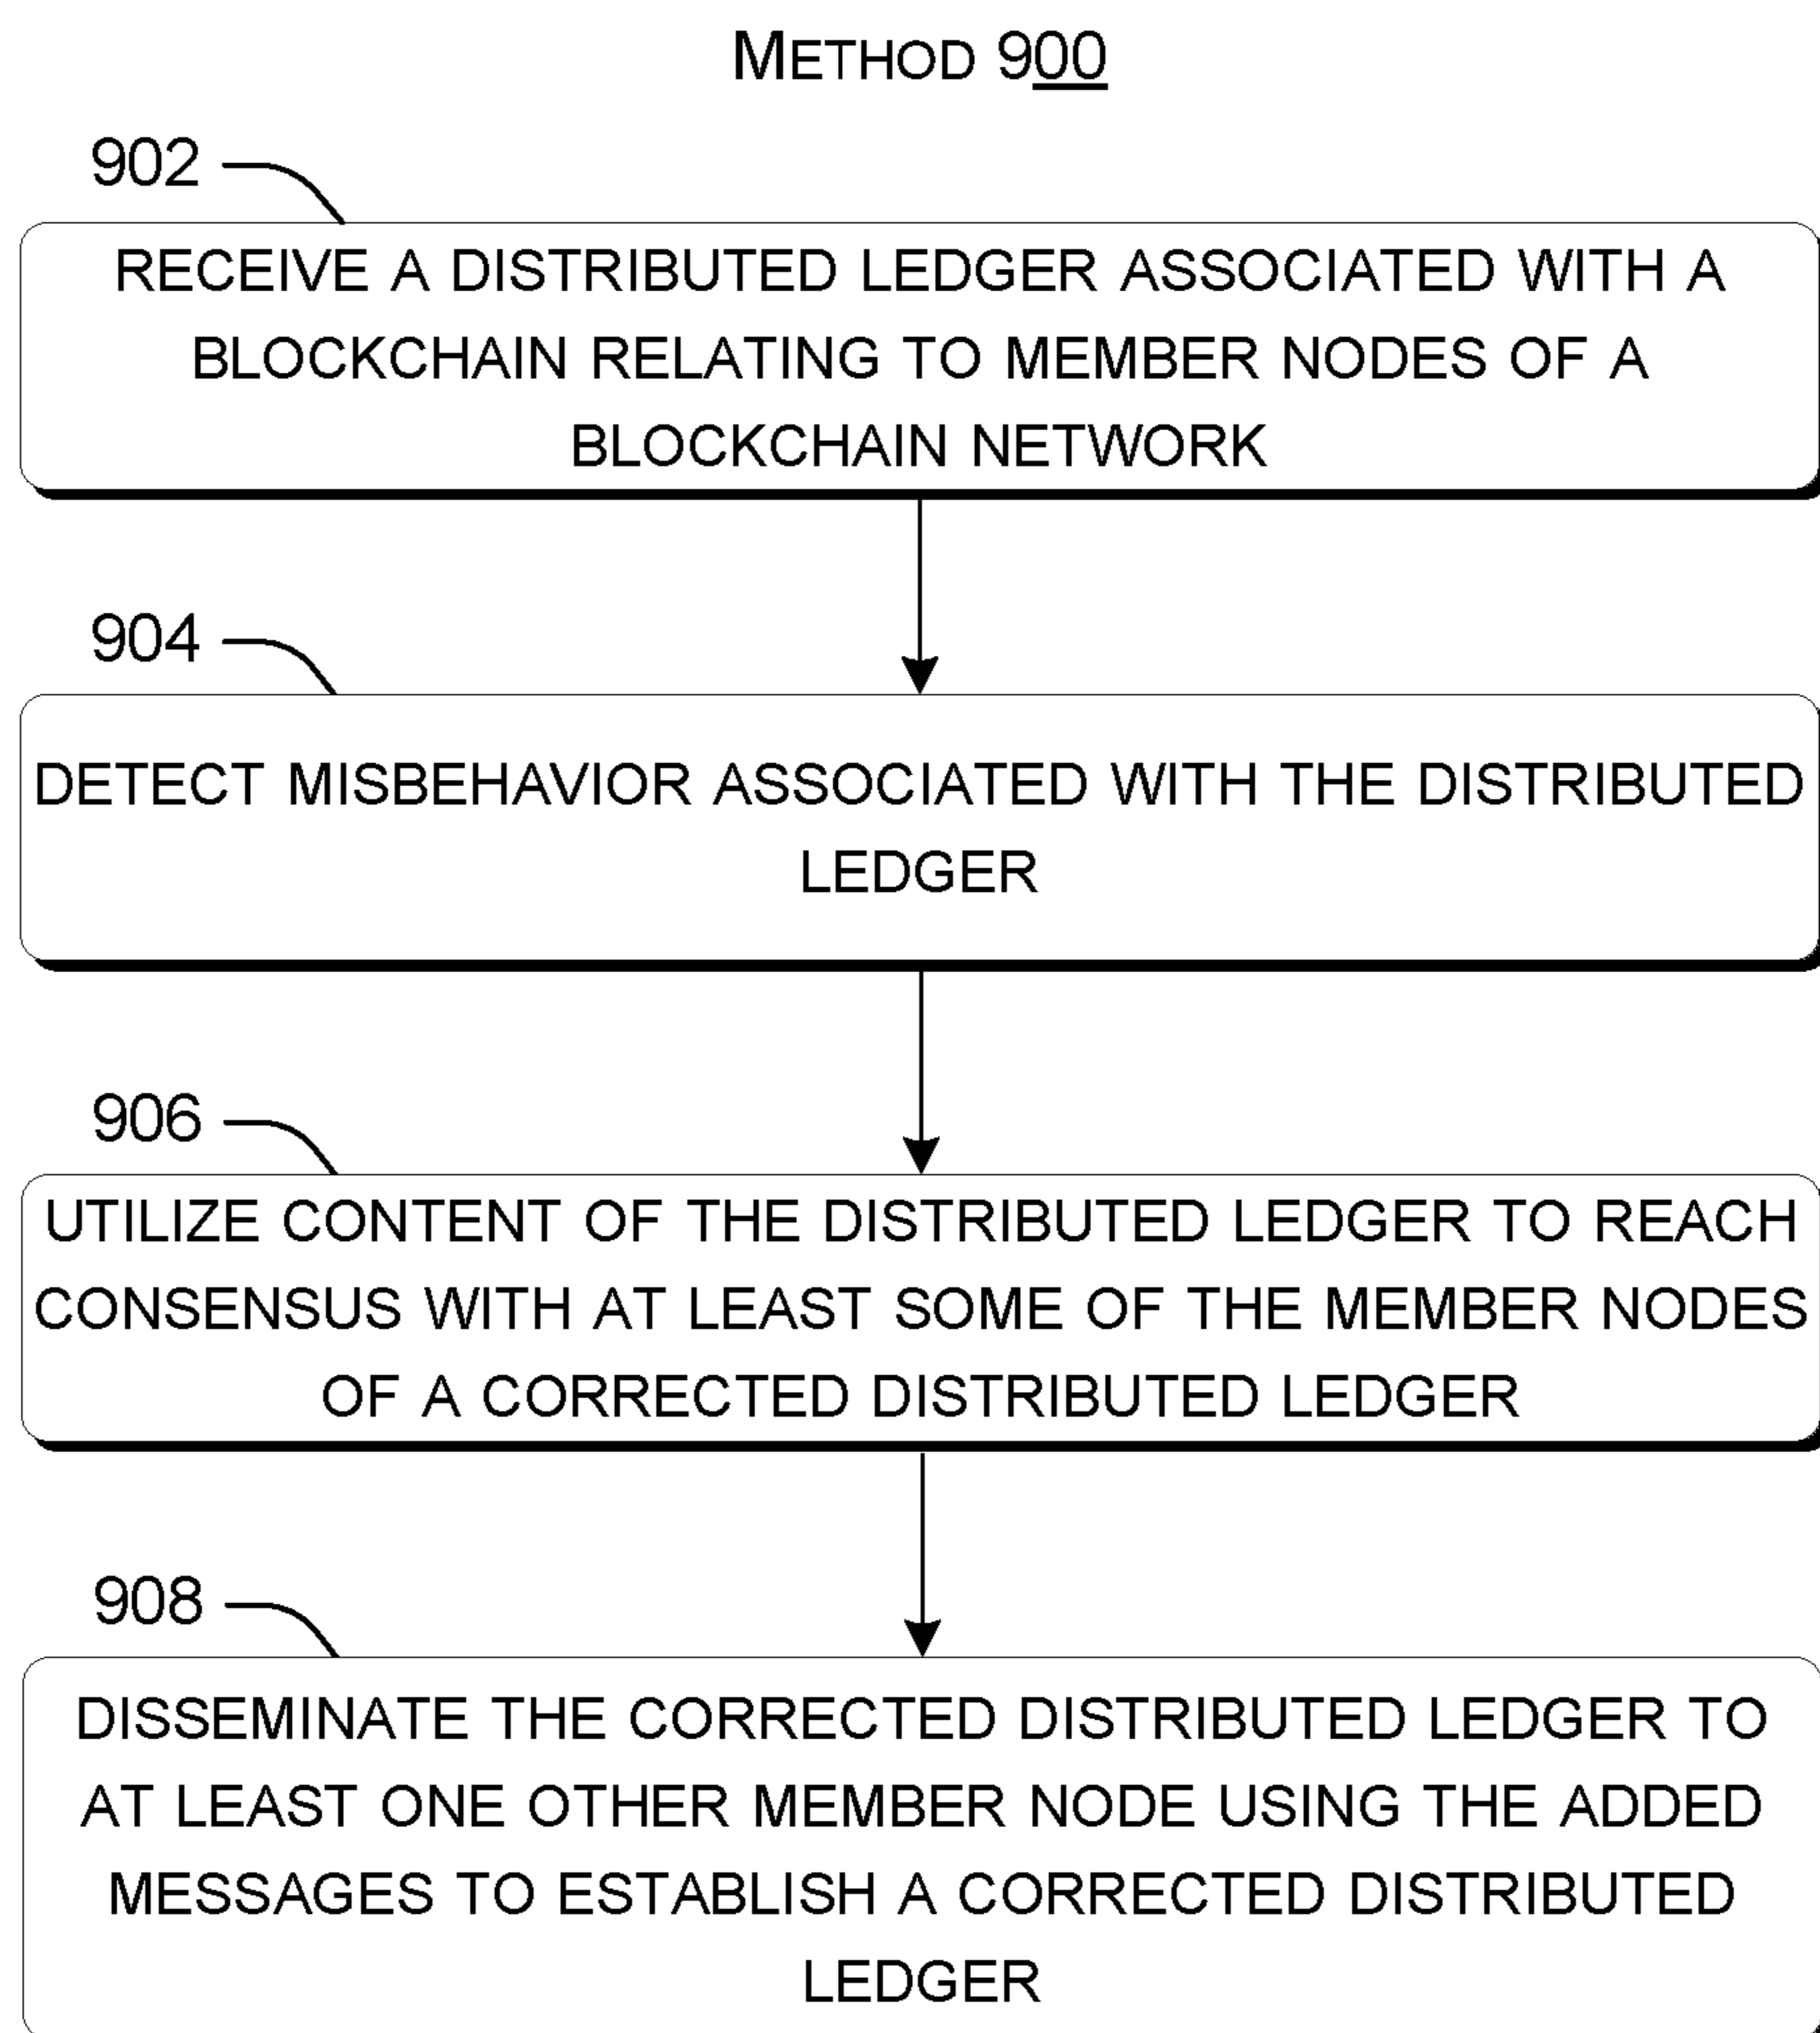 METHOD 900
902
RECEIVE A DISTRIBUTED LEDGER ASSOCIATED WITH A
BLOCKCHAIN RELATING TO MEMBER NODES OF A
BLOCKCHAIN NETWORK
904
DETECT MISBEHAVIOR ASSOCIATED WITH THE DISTRIBUTED
LEDGER
906
UTILIZE CONTENT OF THE DISTRIBUTED LEDGER TO REACH
CONSENSUS WITH AT LEAST SOME OF THE MEMBER NODES
OF A CORRECTED DISTRIBUTED LEDGER
908
DISSEMINATE THE CORRECTED DISTRIBUTED LEDGER TO
AT LEAST ONE OTHER MEMBER NODE USING THE ADDED
MESSAGES TO ESTABLISH A CORRECTED DISTRIBUTED
LEDGER